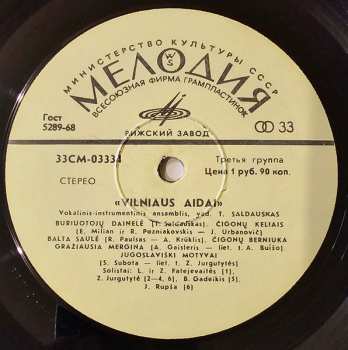 МИНИСТЕРСТВО КУЛЬТУРЫ СССР
МЕЛОДИЯ
ВСЕСОЮЗНАЯ ФИРМА ГРАМПЛАСТИНОК
Гост
5289-68
РИЖСКИЙ ЗАВОД
33
33СМ-03334
Третья группа
СТЕРЕО
Цена 1 руб. 90 коп.
«VILNIAUS AIDAI»
Vokalinis-instrumentinis ansamblis, vad. T. SALDAUSKAS
BURIUOTOJŲ DAINELĖ (T. Saldauskas). ČIGONŲ KELIAIS
(E. Milian ir R. Pozniakovskis — J. Urbanovič)
BALTA SAULĖ (R. Paulsas — A. Krūklis). ČIGONŲ BERNIUKA
GRAŽIAUSIA MERGINA (A. Gaisleris — liet. t. A. Bušo).
JUGOSLAVIŠKI MOTYVAI
(S. Subota — liet. t. Z. Jurgutytės)
Solistai: L. ir Z. Fatejevaitės (1),
Z. Jurgutytė (2—4, 6), B. Gadeikis (5),
J. Rupša (6)